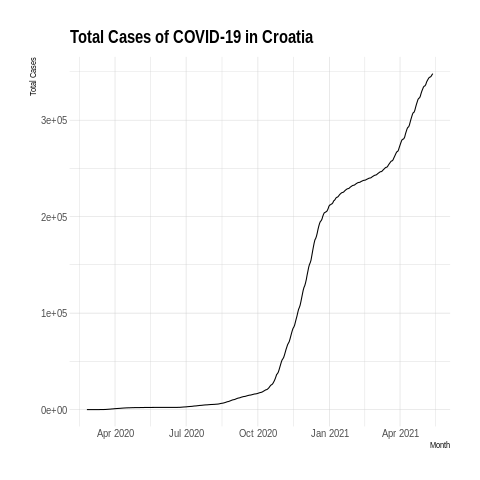 Total Cases of COVID-19 in Croatia
Total Cases
3e+05
2e+05
1e+05
0e+00
Apr 2020 Jul 2020 Oct 2020 Jan 2021 Apr 2021
Month